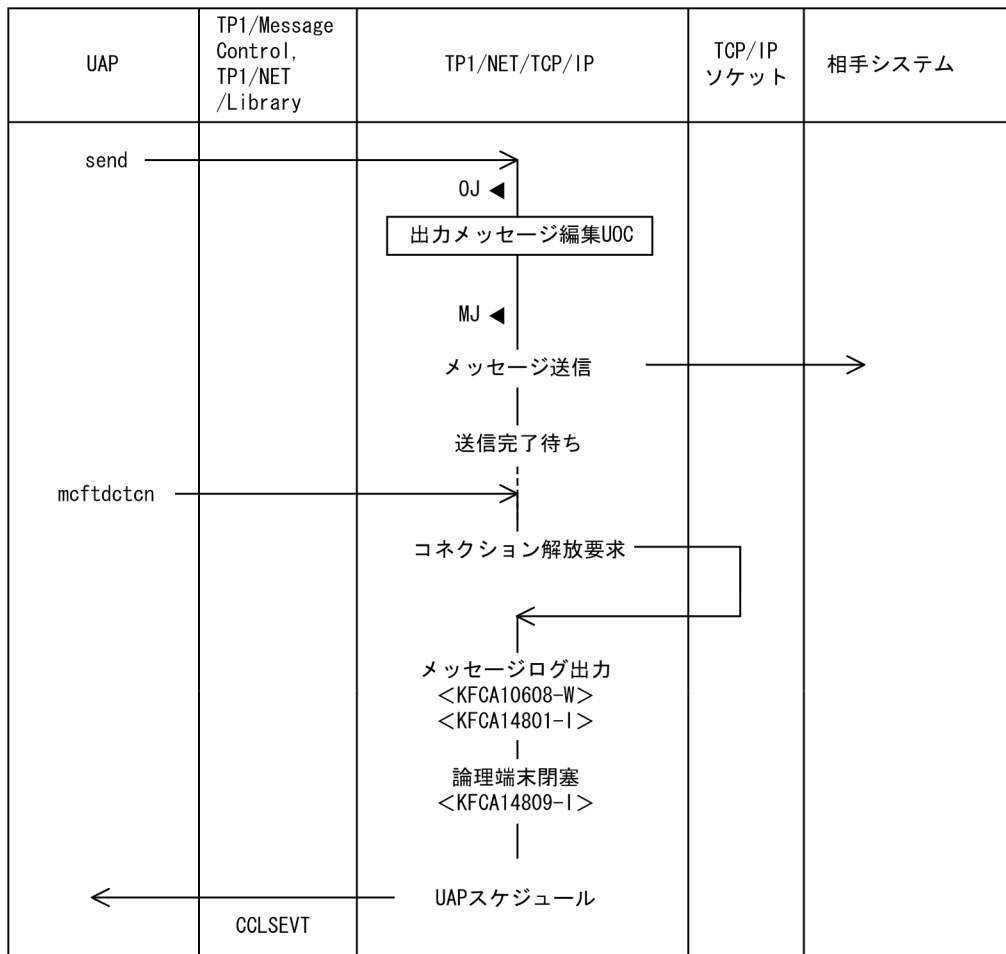 UAP
TP1/Message
Control,
TP1/NET
/Library
TP1/NET/TCP/IP
TCP/IP
ソケット
相手システム
send
OJ
出力メッセージ編集UOC
MJ
メッセージ送信
送信完了待ち
mcftdctcn
コネクション解放要求
メッセージログ出力
<KFCA10608-W>
<KFCA14801-I>
論理端末閉塞
<KFCA14809-I>
UAPスケジュール
CCLSEVT